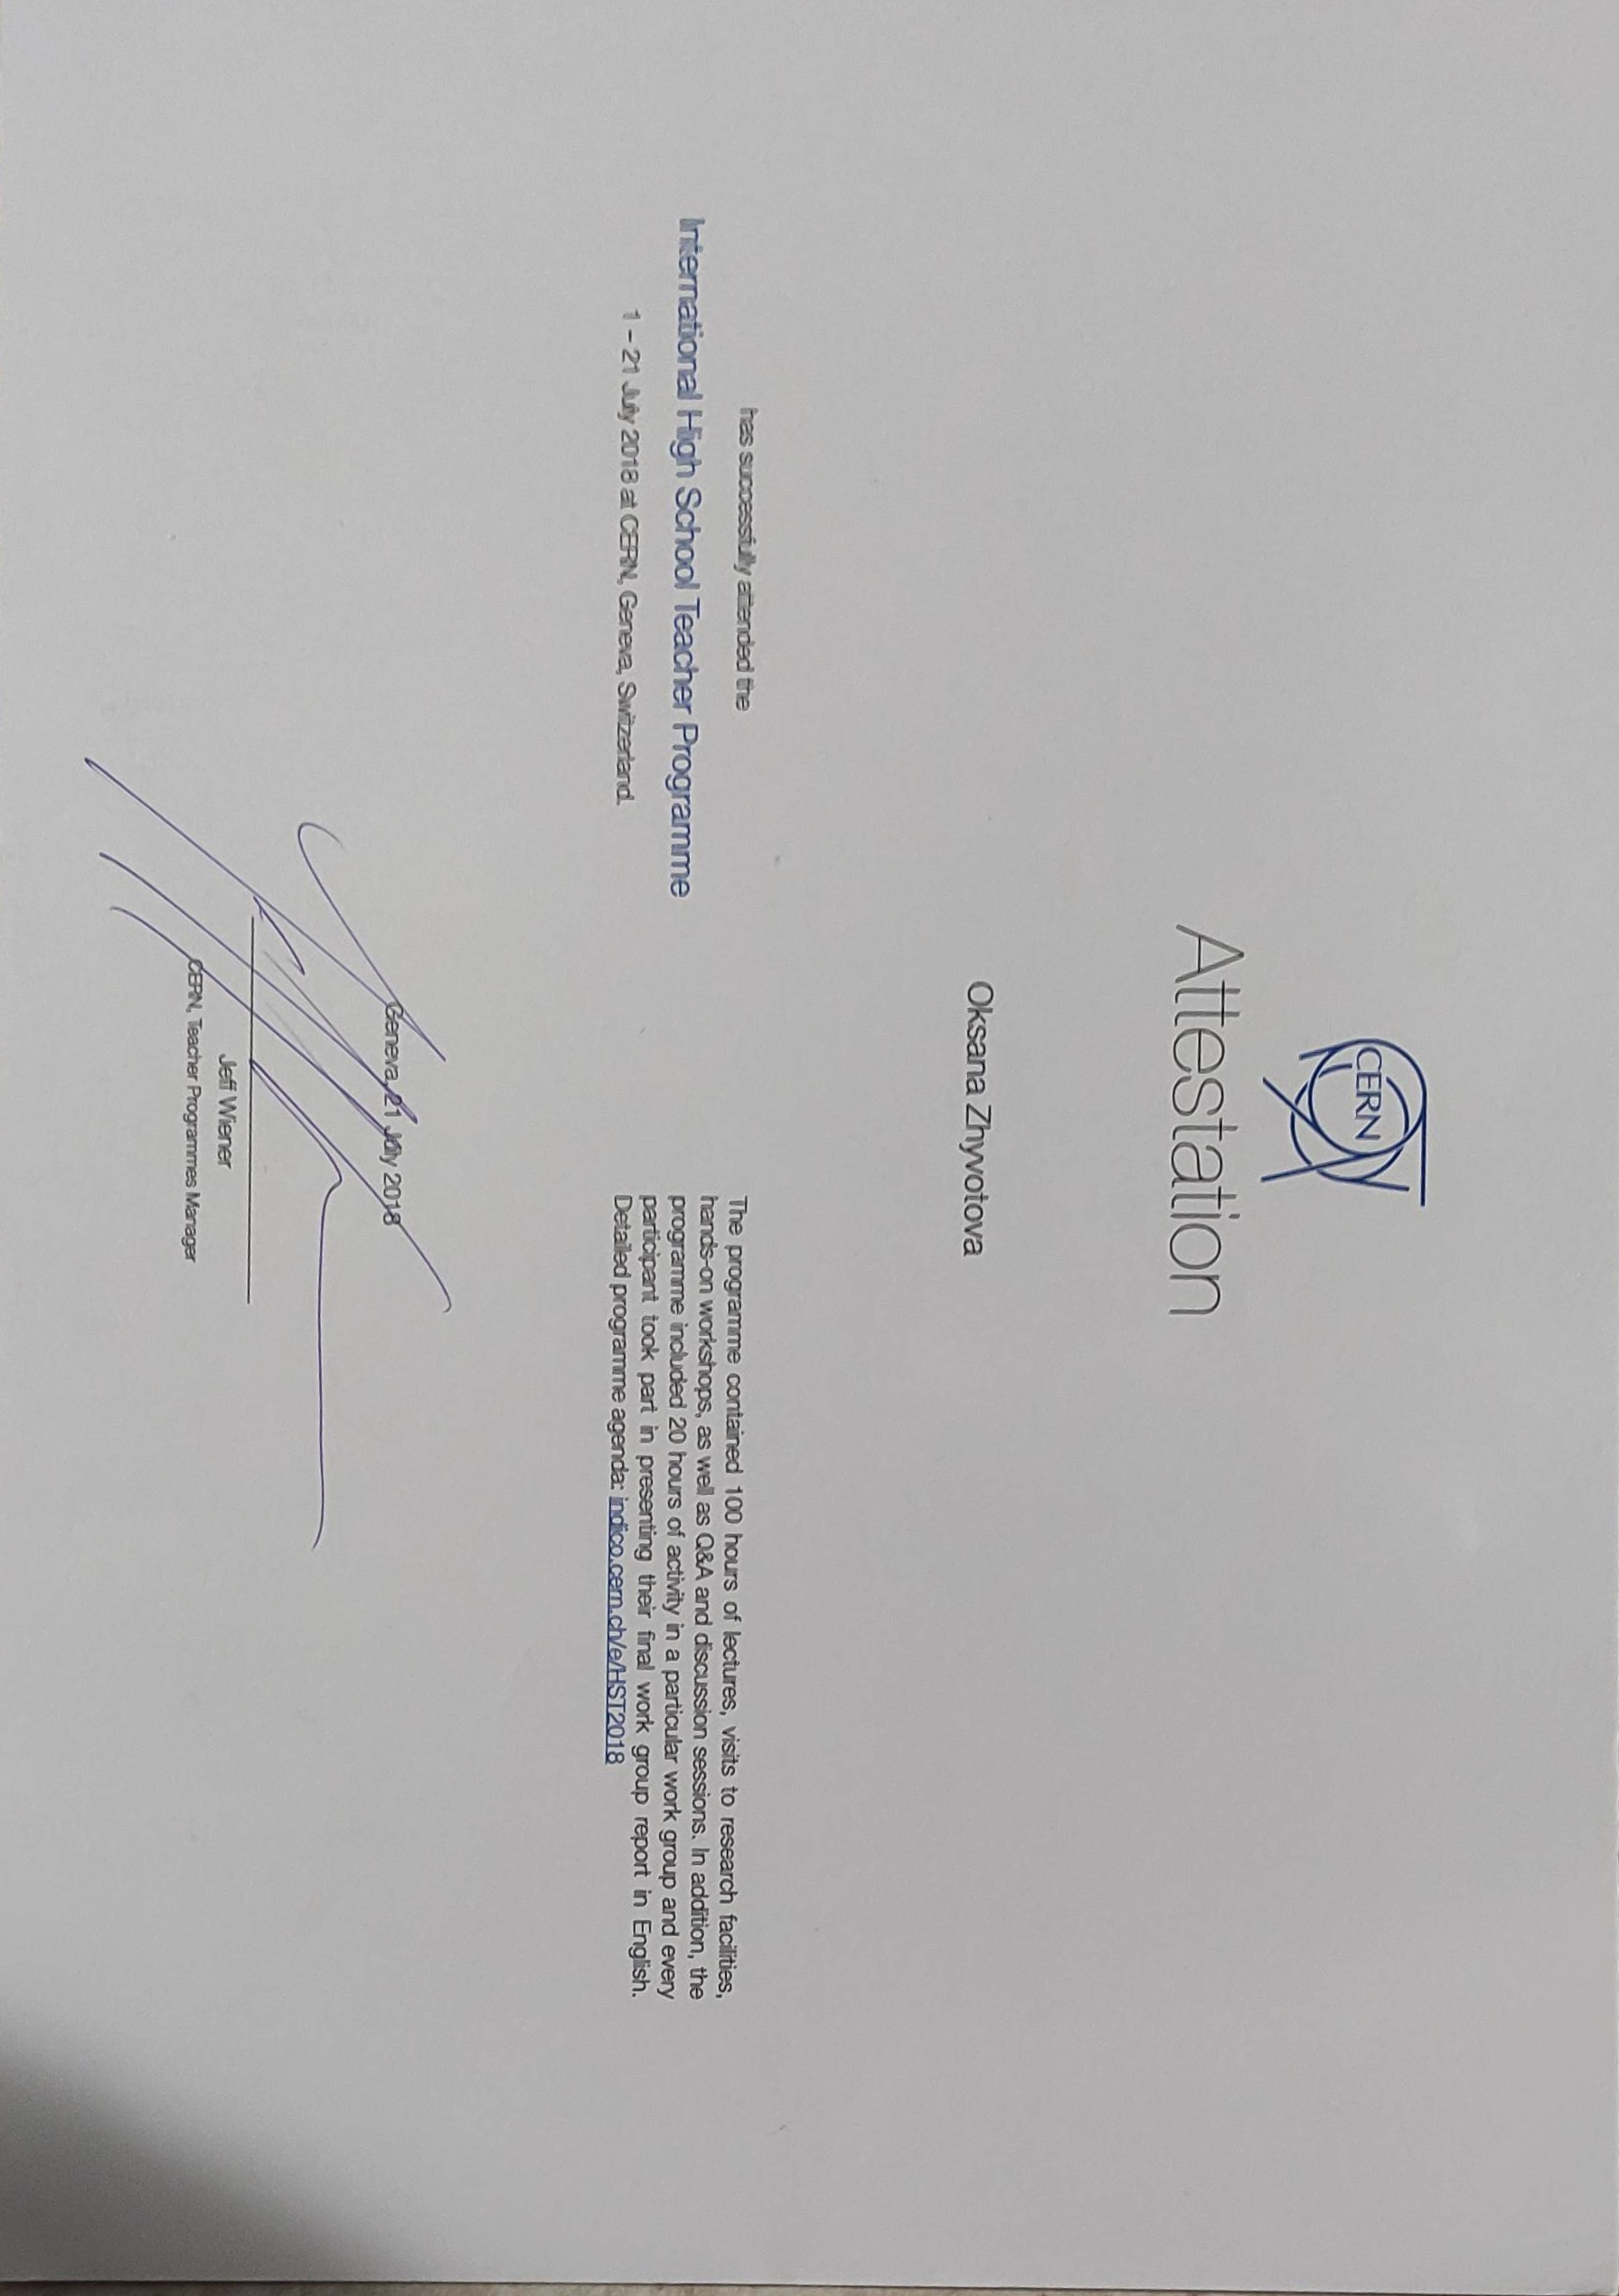 CERN
Attestation
Oksana Zhyvotova
has successfully attended the
International High School Teacher Programme
1 – 21 July 2018 at CERN, Geneva, Switzerland.
The programme contained 100 hours of lectures, visits to research facilities,
hands-on workshops, as well as Q&A and discussion sessions. In addition, the
programme included 20 hours of activity in a particular work group and every
participant took part in presenting their final work group report in English.
Detailed programme agenda: indico.cern.ch/e/HST2018
Geneva, 21 July 2018
Jeff Wiener
CERN, Teacher Programmes Manager